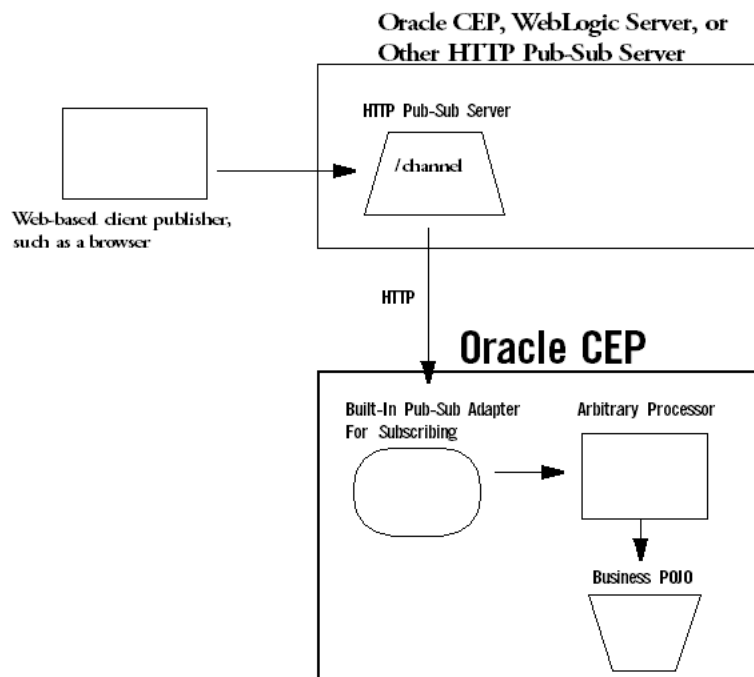 Oracle CEP, WebLogic Server, or
Other HTTP Pub-Sub Server
HTTP Pub-Sub Server
/channel
Web-based client publisher,
such as a browser
HTTP
Oracle CEP
Built-In Pub-Sub Adapter
For Subscribing
Arbitrary Processor
Business POJO